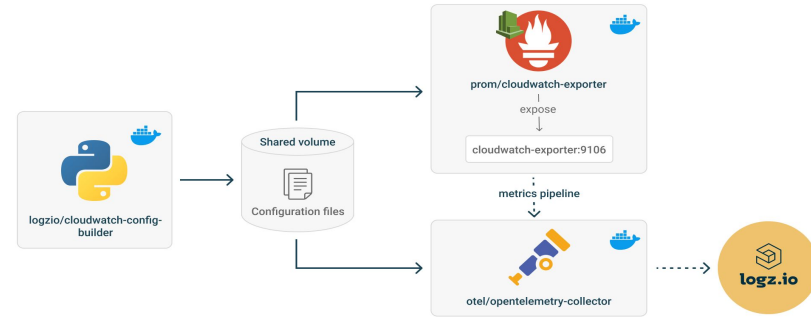 logzio/cloudwatch-config-
builder
Shared volume
Configuration files
prom/cloudwatch-exporter
expose
cloudwatch-exporter:9106
metrics pipeline
otel/opentelemetry-collector
logz.io